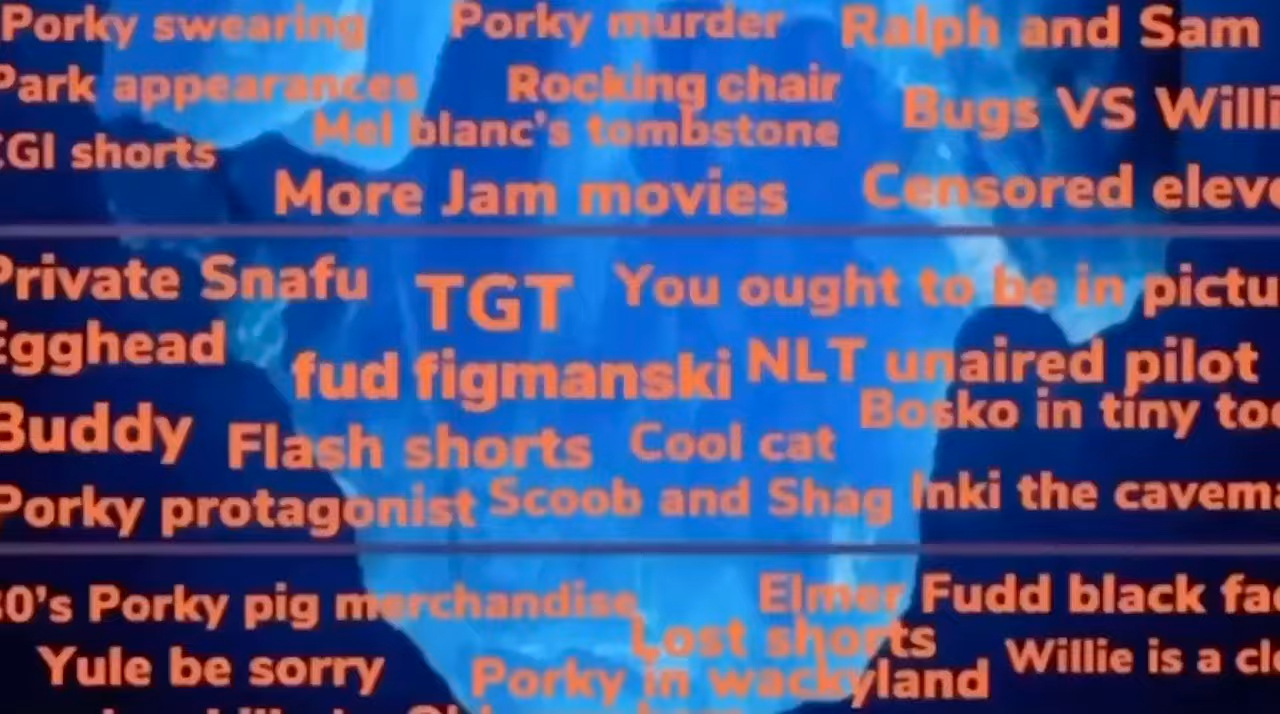 Porky swearing
Porky murder
Ralph and Sam
Park appearances
Rocking chair
Bugs VS Willi
Mel blanc's tombstone
CGI shorts
More Jam movies
Censored eleve
Private Snafu
TGT
You ought to be in pictu
Egghead
fud figmanski
NLT unaired pilot
Bosko in tiny too
Buddy
Flash shorts
Cool cat
Porky protagonist
Scoob and Shag
Inki the cavema
0's Porky pig merchandise
Elmer Fudd black fac
Lost shorts
Yule be sorry
Porky in wackyland
Willie is a clo